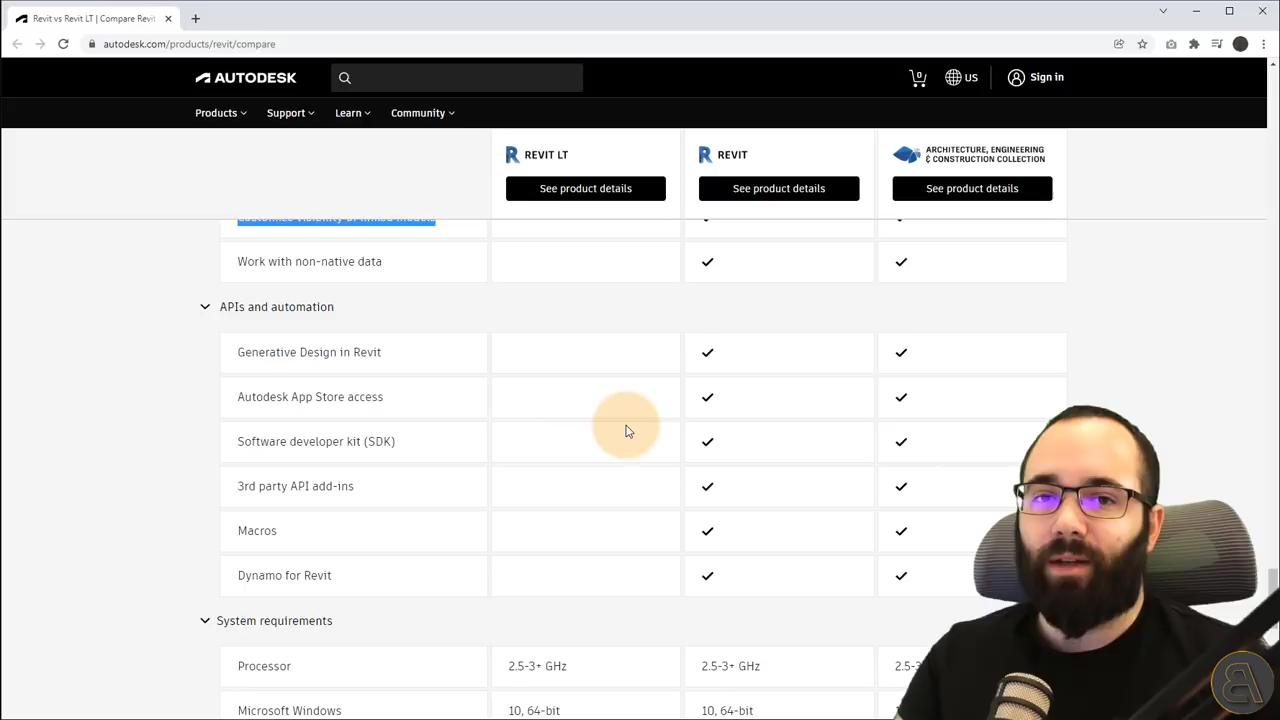 Revit vs Revit LT | Compare Revit
autodesk.com/products/revit/compare
AUTODESK
0
US
Sign in
Products
Support
Learn
Community
REVIT LT
REVIT
ARCHITECTURE, ENGINEERING
& CONSTRUCTION COLLECTION
See product details
See product details
See product details
Work with non-native data
APIs and automation
Generative Design in Revit
Autodesk App Store access
Software developer kit (SDK)
3rd party API add-ins
Macros
Dynamo for Revit
System requirements
Processor
2.5-3+ GHz
2.5-3+ GHz
2.5-3
Microsoft Windows
10, 64-bit
10, 64-bit